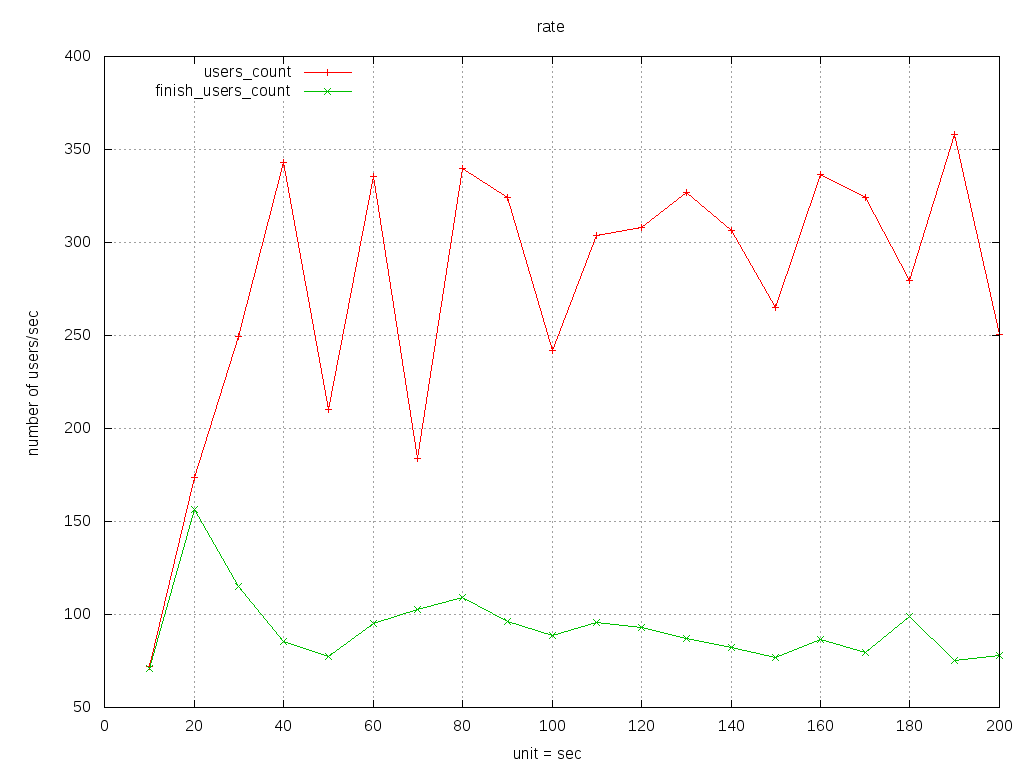 rate
400
users_count
finish_users_count
350
300
250
200
150
100
50
number of users/sec
0 20 40 60 80 100 120 140 160 180 200
unit = sec